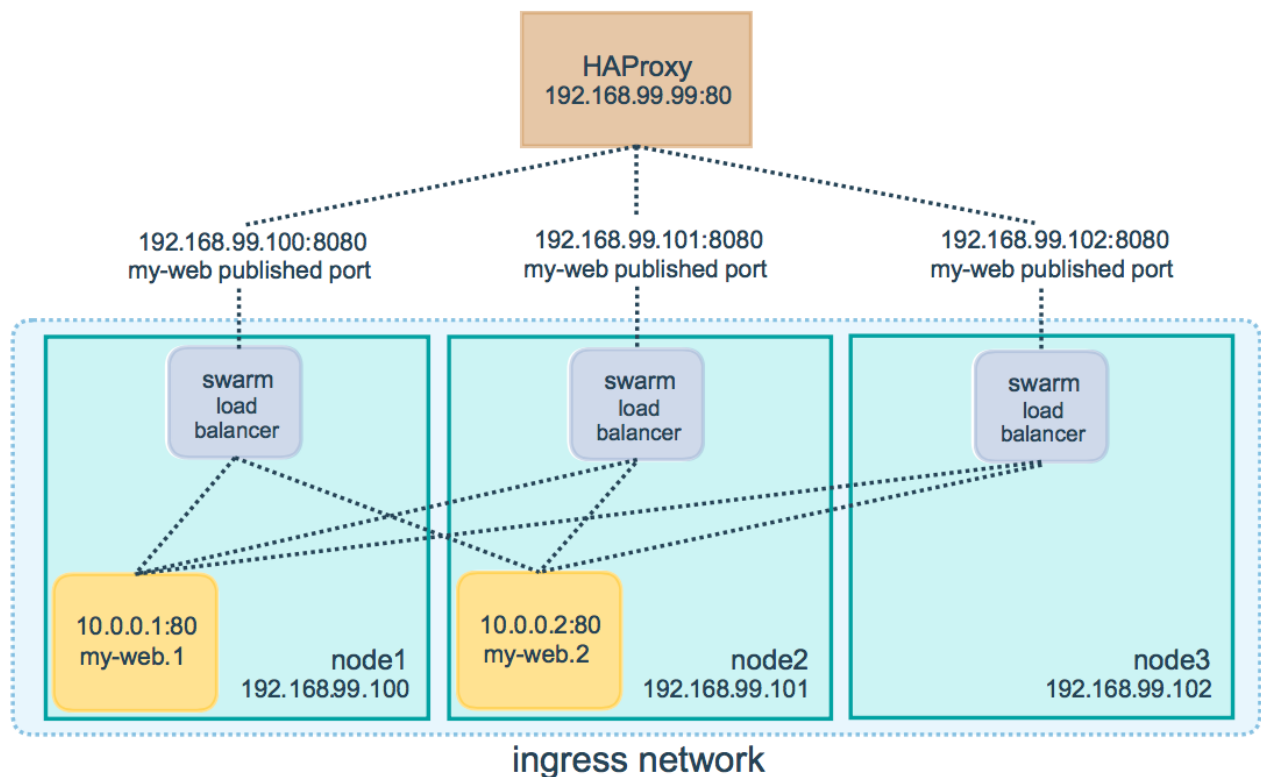 HAProxy
192.168.99.99:80
192.168.99.100:8080
my-web published port
192.168.99.101:8080
my-web published port
192.168.99.102:8080
my-web published port
swarm
load
balancer
swarm
load
balancer
swarm
load
balancer
10.0.0.1:80
my-web.1
node1
192.168.99.100
10.0.0.2:80
my-web.2
node2
192.168.99.101
node3
192.168.99.102
ingress network